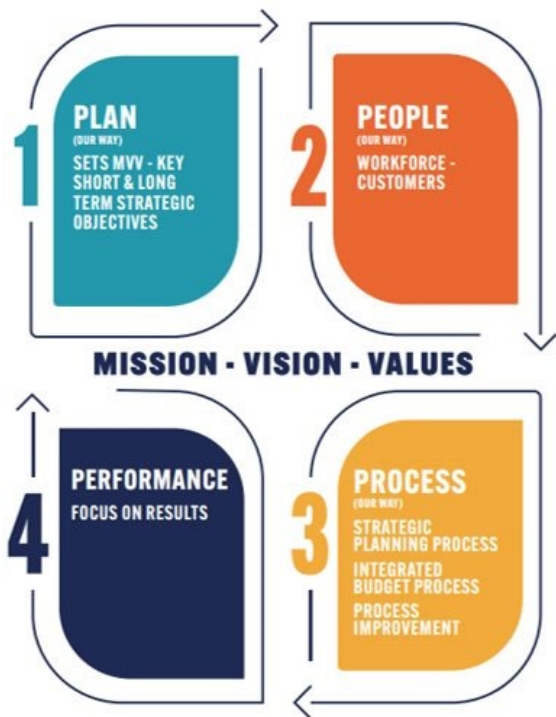 1
PLAN
(OUR WAY)
SETS MVV - KEY
SHORT & LONG
TERM STRATEGIC
OBJECTIVES
2
PEOPLE
(OUR WAY)
WORKFORCE -
CUSTOMERS
MISSION - VISION - VALUES
4
PERFORMANCE
FOCUS ON RESULTS
3
PROCESS
(OUR WAY)
STRATEGIC
PLANNING PROCESS
INTEGRATED
BUDGET PROCESS
PROCESS
IMPROVEMENT